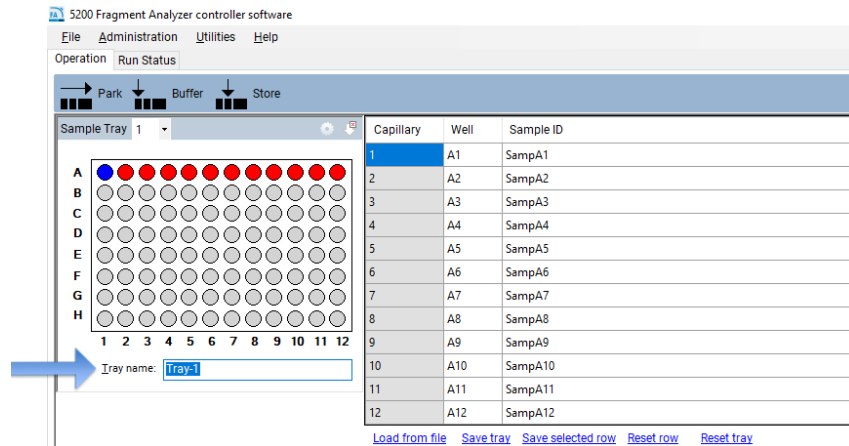 FA 5200 Fragment Analyzer controller software
File Administration Utilities Help
Operation Run Status
Park Buffer Store
Sample Tray 1
Capillary Well Sample ID
1 A1 SampA1
2 A2 SampA2
3 A3 SampA3
4 A4 SampA4
5 A5 SampA5
6 A6 SampA6
7 A7 SampA7
8 A8 SampA8
9 A9 SampA9
10 A10 SampA10
11 A11 SampA11
12 A12 SampA12
A
B
C
D
E
F
G
H
1 2 3 4 5 6 7 8 9 10 11 12
Tray name: Tray-1
Load from file Save tray Save selected row Reset row Reset tray